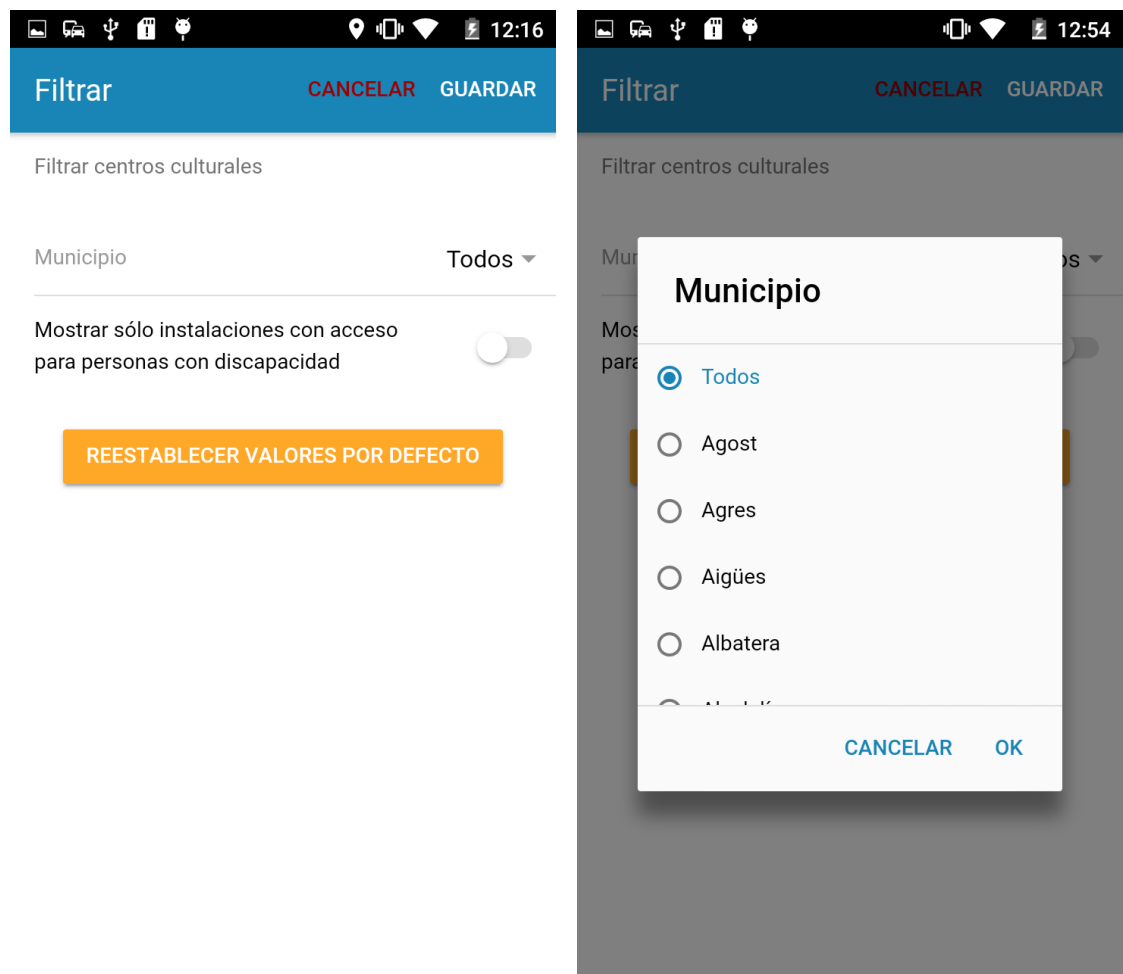 12:16
Filtrar CANCELAR GUARDAR
Filtrar centros culturales
Municipio Todos
Mostrar sólo instalaciones con acceso
para personas con discapacidad
REESTABLECER VALORES POR DEFECTO
12:54
Filtrar CANCELAR GUARDAR
Filtrar centros culturales
Municipio
Todos
Agost
Agres
Aigües
Albatera
CANCELAR OK